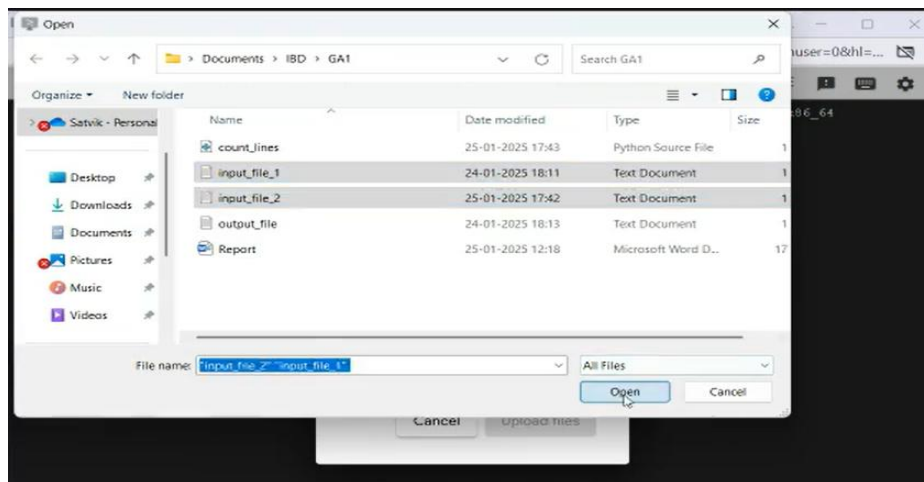 Open
user=0&hl=...
Documents > IBD > GA1
Search GA1
Organize
New folder
x86_64
Satvik - Personal
Name
Date modified
Type
Size
count_lines
25-01-2025 17:43
Python Source File
1
Desktop
input_file_1
24-01-2025 18:11
Text Document
1
Downloads
input_file_2
25-01-2025 17:42
Text Document
1
Documents
output_file
24-01-2025 18:13
Text Document
1
Pictures
Report
25-01-2025 12:18
Microsoft Word D...
17
Music
Videos
File name:
"input_file_2" "input_file_1"
All Files
Open
Cancel
Cancel
Upload files